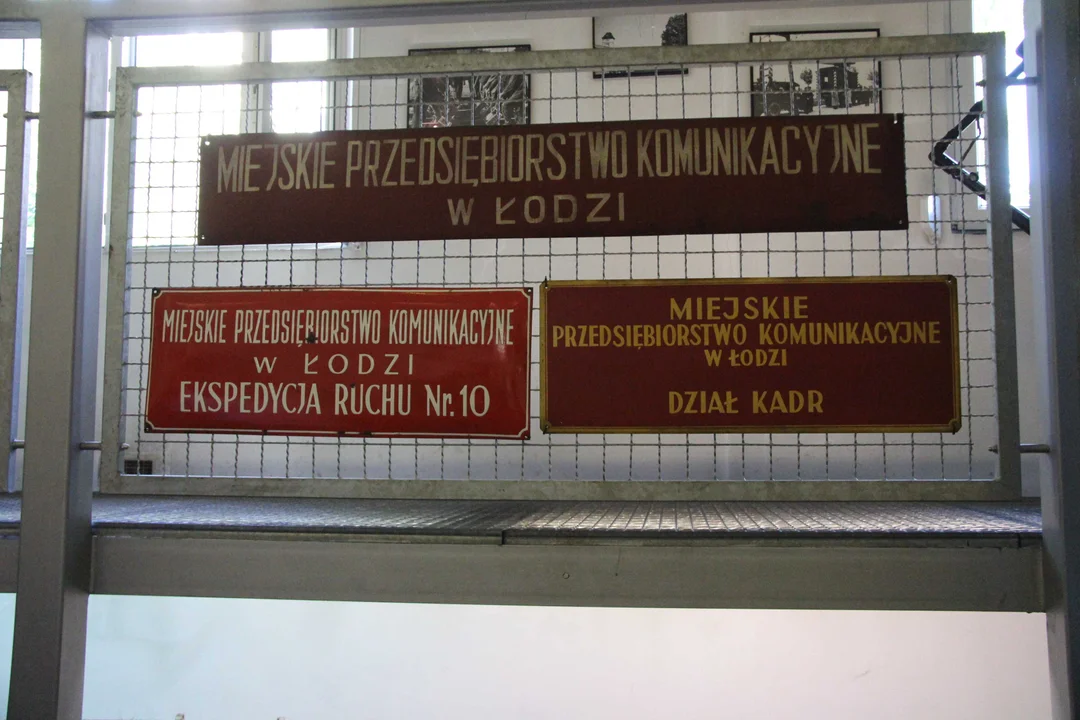 MIEJSKIE PRZEDSIĘBIORSTWO KOMUNIKACYJNE
W ŁODZI
MIEJSKIE PRZEDSIĘBIORSTWO KOMUNIKACYJNE
W ŁODZI
EKSPEDYCJA RUCHU Nr. 10
MIEJSKIE
PRZEDSIĘBIORSTWO KOMUNIKACYJNE
W ŁODZI
DZIAŁ KADR